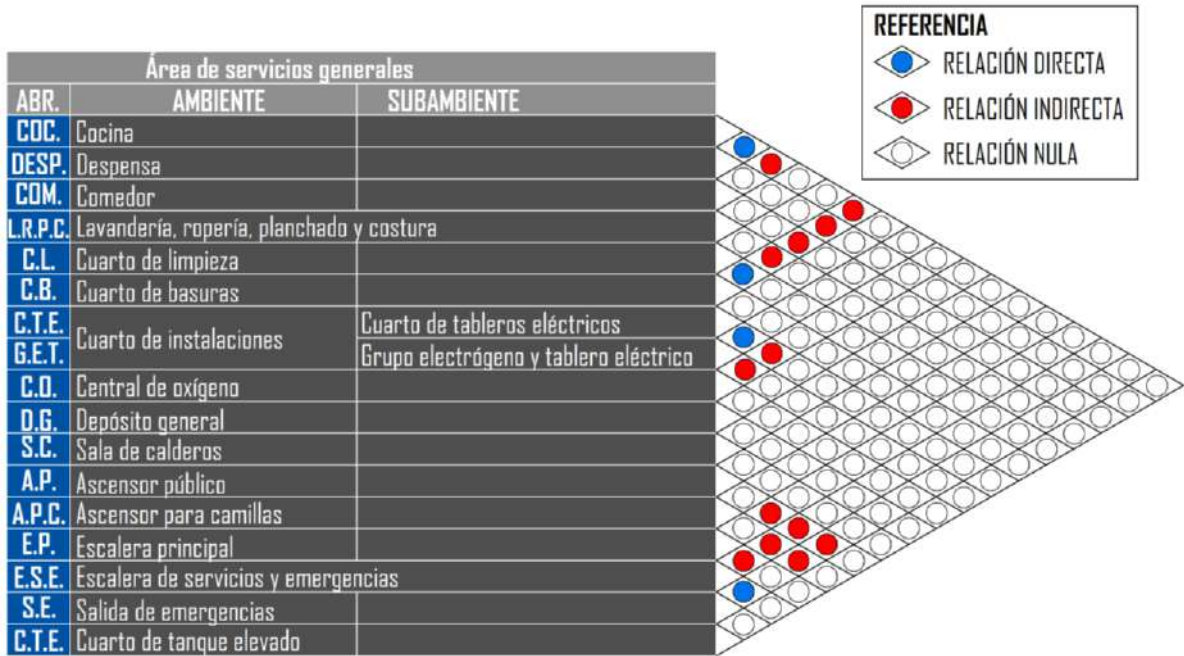 REFERENCIA
RELACIÓN DIRECTA
RELACIÓN INDIRECTA
RELACIÓN NULA
Área de servicios generales
ABR. AMBIENTE SUBAMBIENTE
COC. Cocina
DESP. Despensa
COM. Comedor
L.R.P.C. Lavandería, ropería, planchado y costura
C.L. Cuarto de limpieza
C.B. Cuarto de basuras
C.T.E. Cuarto de instalaciones Cuarto de tableros eléctricos
G.E.T. Grupo electrógeno y tablero eléctrico
C.O. Central de oxígeno
D.G. Depósito general
S.C. Sala de calderos
A.P. Ascensor público
A.P.C. Ascensor para camillas
E.P. Escalera principal
E.S.E. Escalera de servicios y emergencias
S.E. Salida de emergencias
C.T.E. Cuarto de tanque elevado